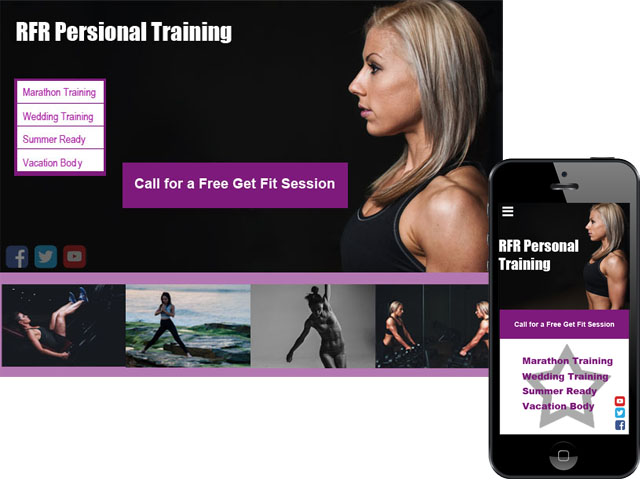 RFR Persional Training
Marathon Training
Wedding Training
Summer Ready
Vacation Body
Call for a Free Get Fit Session
RFR Personal
Training
Call for a Free Get Fit Session
Marathon Training
Wedding Training
Summer Ready
Vacation Body